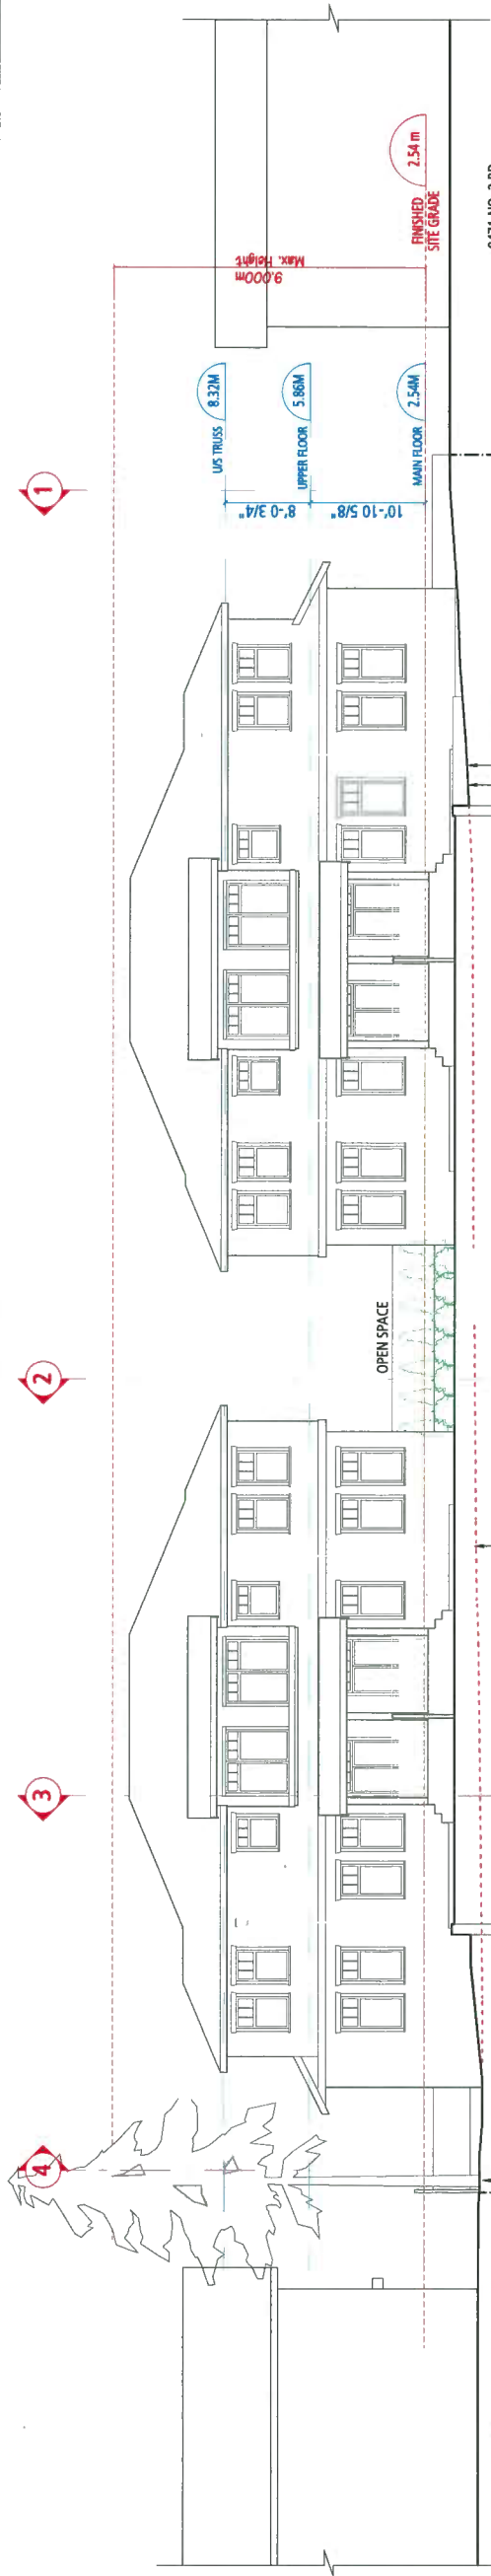 1
2
3
4
9.000m
Max. Height
FINISHED
SITE GRADE
2.54 m
U/S TRUSS
8.32M
UPPER FLOOR
5.86M
MAIN FLOOR
2.54M
8'-0 3/4"
10'-10 5/8"
OPEN SPACE